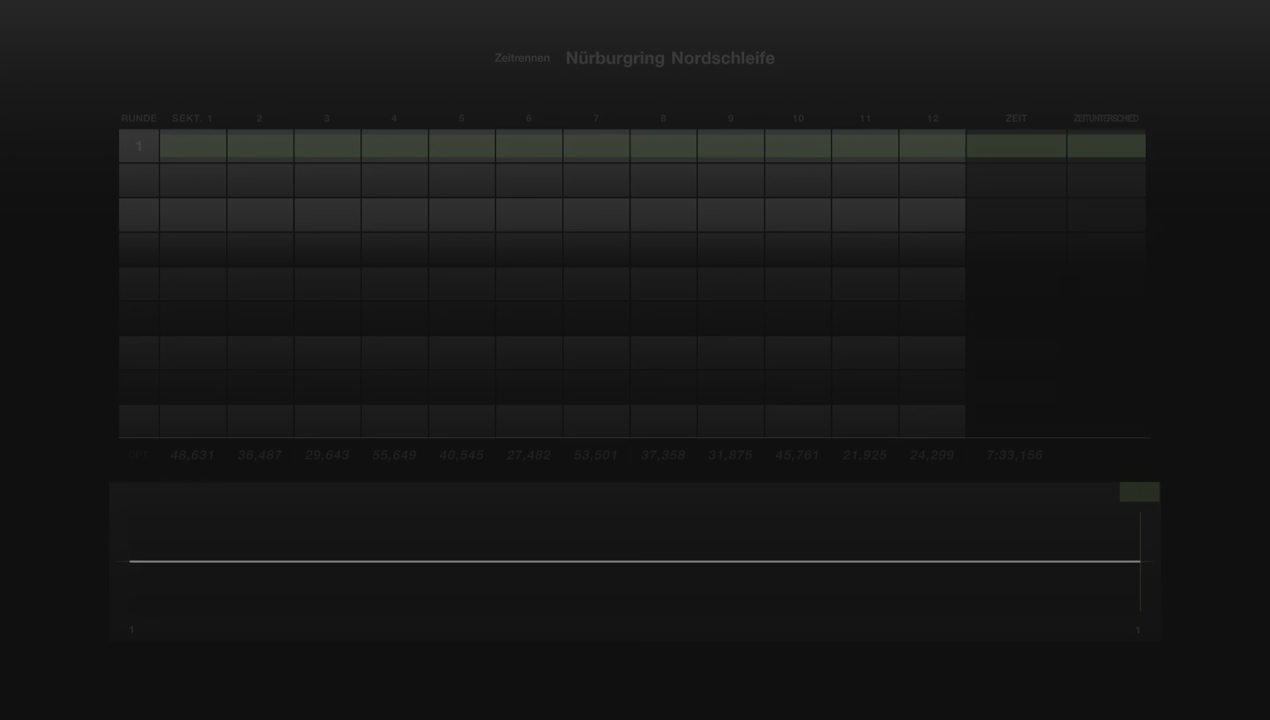 Zeitrennen Nürburgring Nordschleife
RUNDE SEKT. 1 2 3 4 5 6 7 8 9 10 11 12 ZEIT ZEITUNTERSCHIED
1
48,631 36,487 29,643 55,649 40,545 27,482 53,501 37,358 31,875 45,761 21,925 24,299 7:33,156
1 1